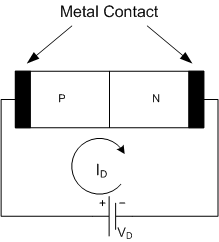 Metal Contact
P N
I_D
+ −
V_D